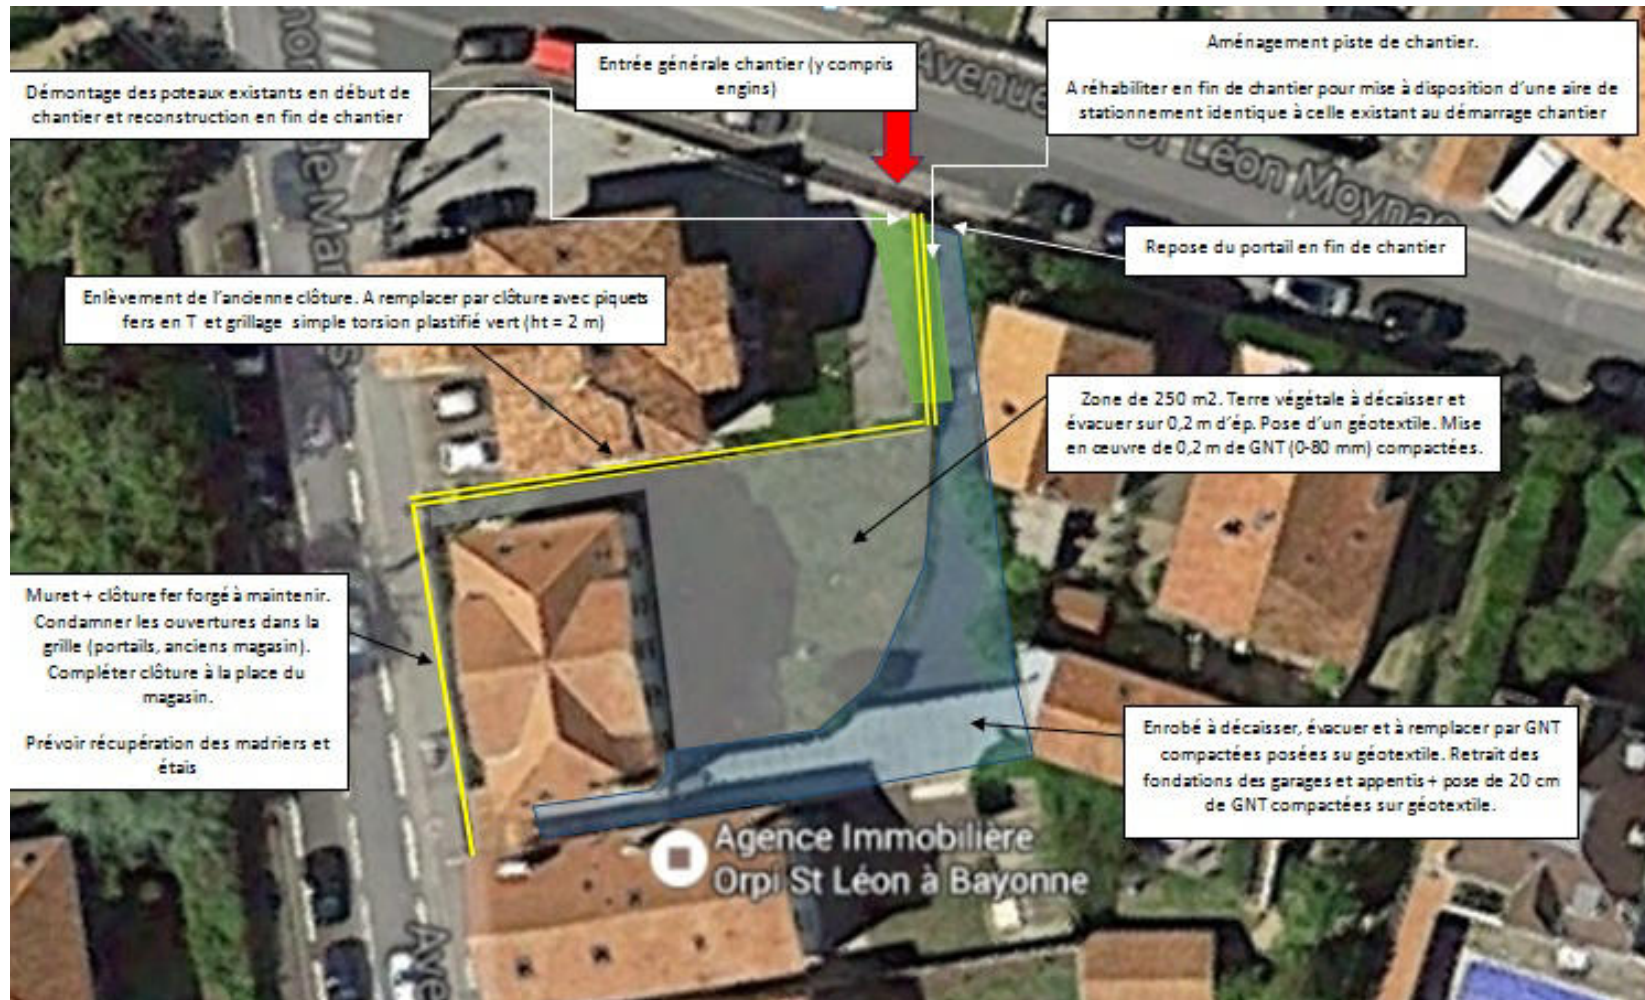 Démontage des poteaux existants en début de
chantier et reconstruction en fin de chantier
Entrée générale chantier (y compris
engins)
Aménagement piste de chantier.
A réhabiliter en fin de chantier pour mise à disposition d'une aire de
stationnement identique à celle existant au démarrage chantier
Avenue
St Léon Moynac
Repose du portail en fin de chantier
Enlèvement de l'ancienne clôture. A remplacer par clôture avec piquets
fers en T et grillage simple torsion plastifié vert (ht = 2 m)
Zone de 250 m2. Terre végétale à décaisser et
évacuer sur 0,2 m d'ép. Pose d'un géotextile. Mise
en œuvre de 0,2 m de GNT (0-80 mm) compactées.
Muret + clôture fer forgé à maintenir.
Condamner les ouvertures dans la
grille (portails, anciens magasin).
Compléter clôture à la place du
magasin.
Prévoir récupération des madriers et
étais
Enrobé à décaisser, évacuer et à remplacer par GNT
compactées posées su géotextile. Retrait des
fondations des garages et appentis + pose de 20 cm
de GNT compactées sur géotextile.
Agence Immobilière
Orpi St Léon à Bayonne
Ave